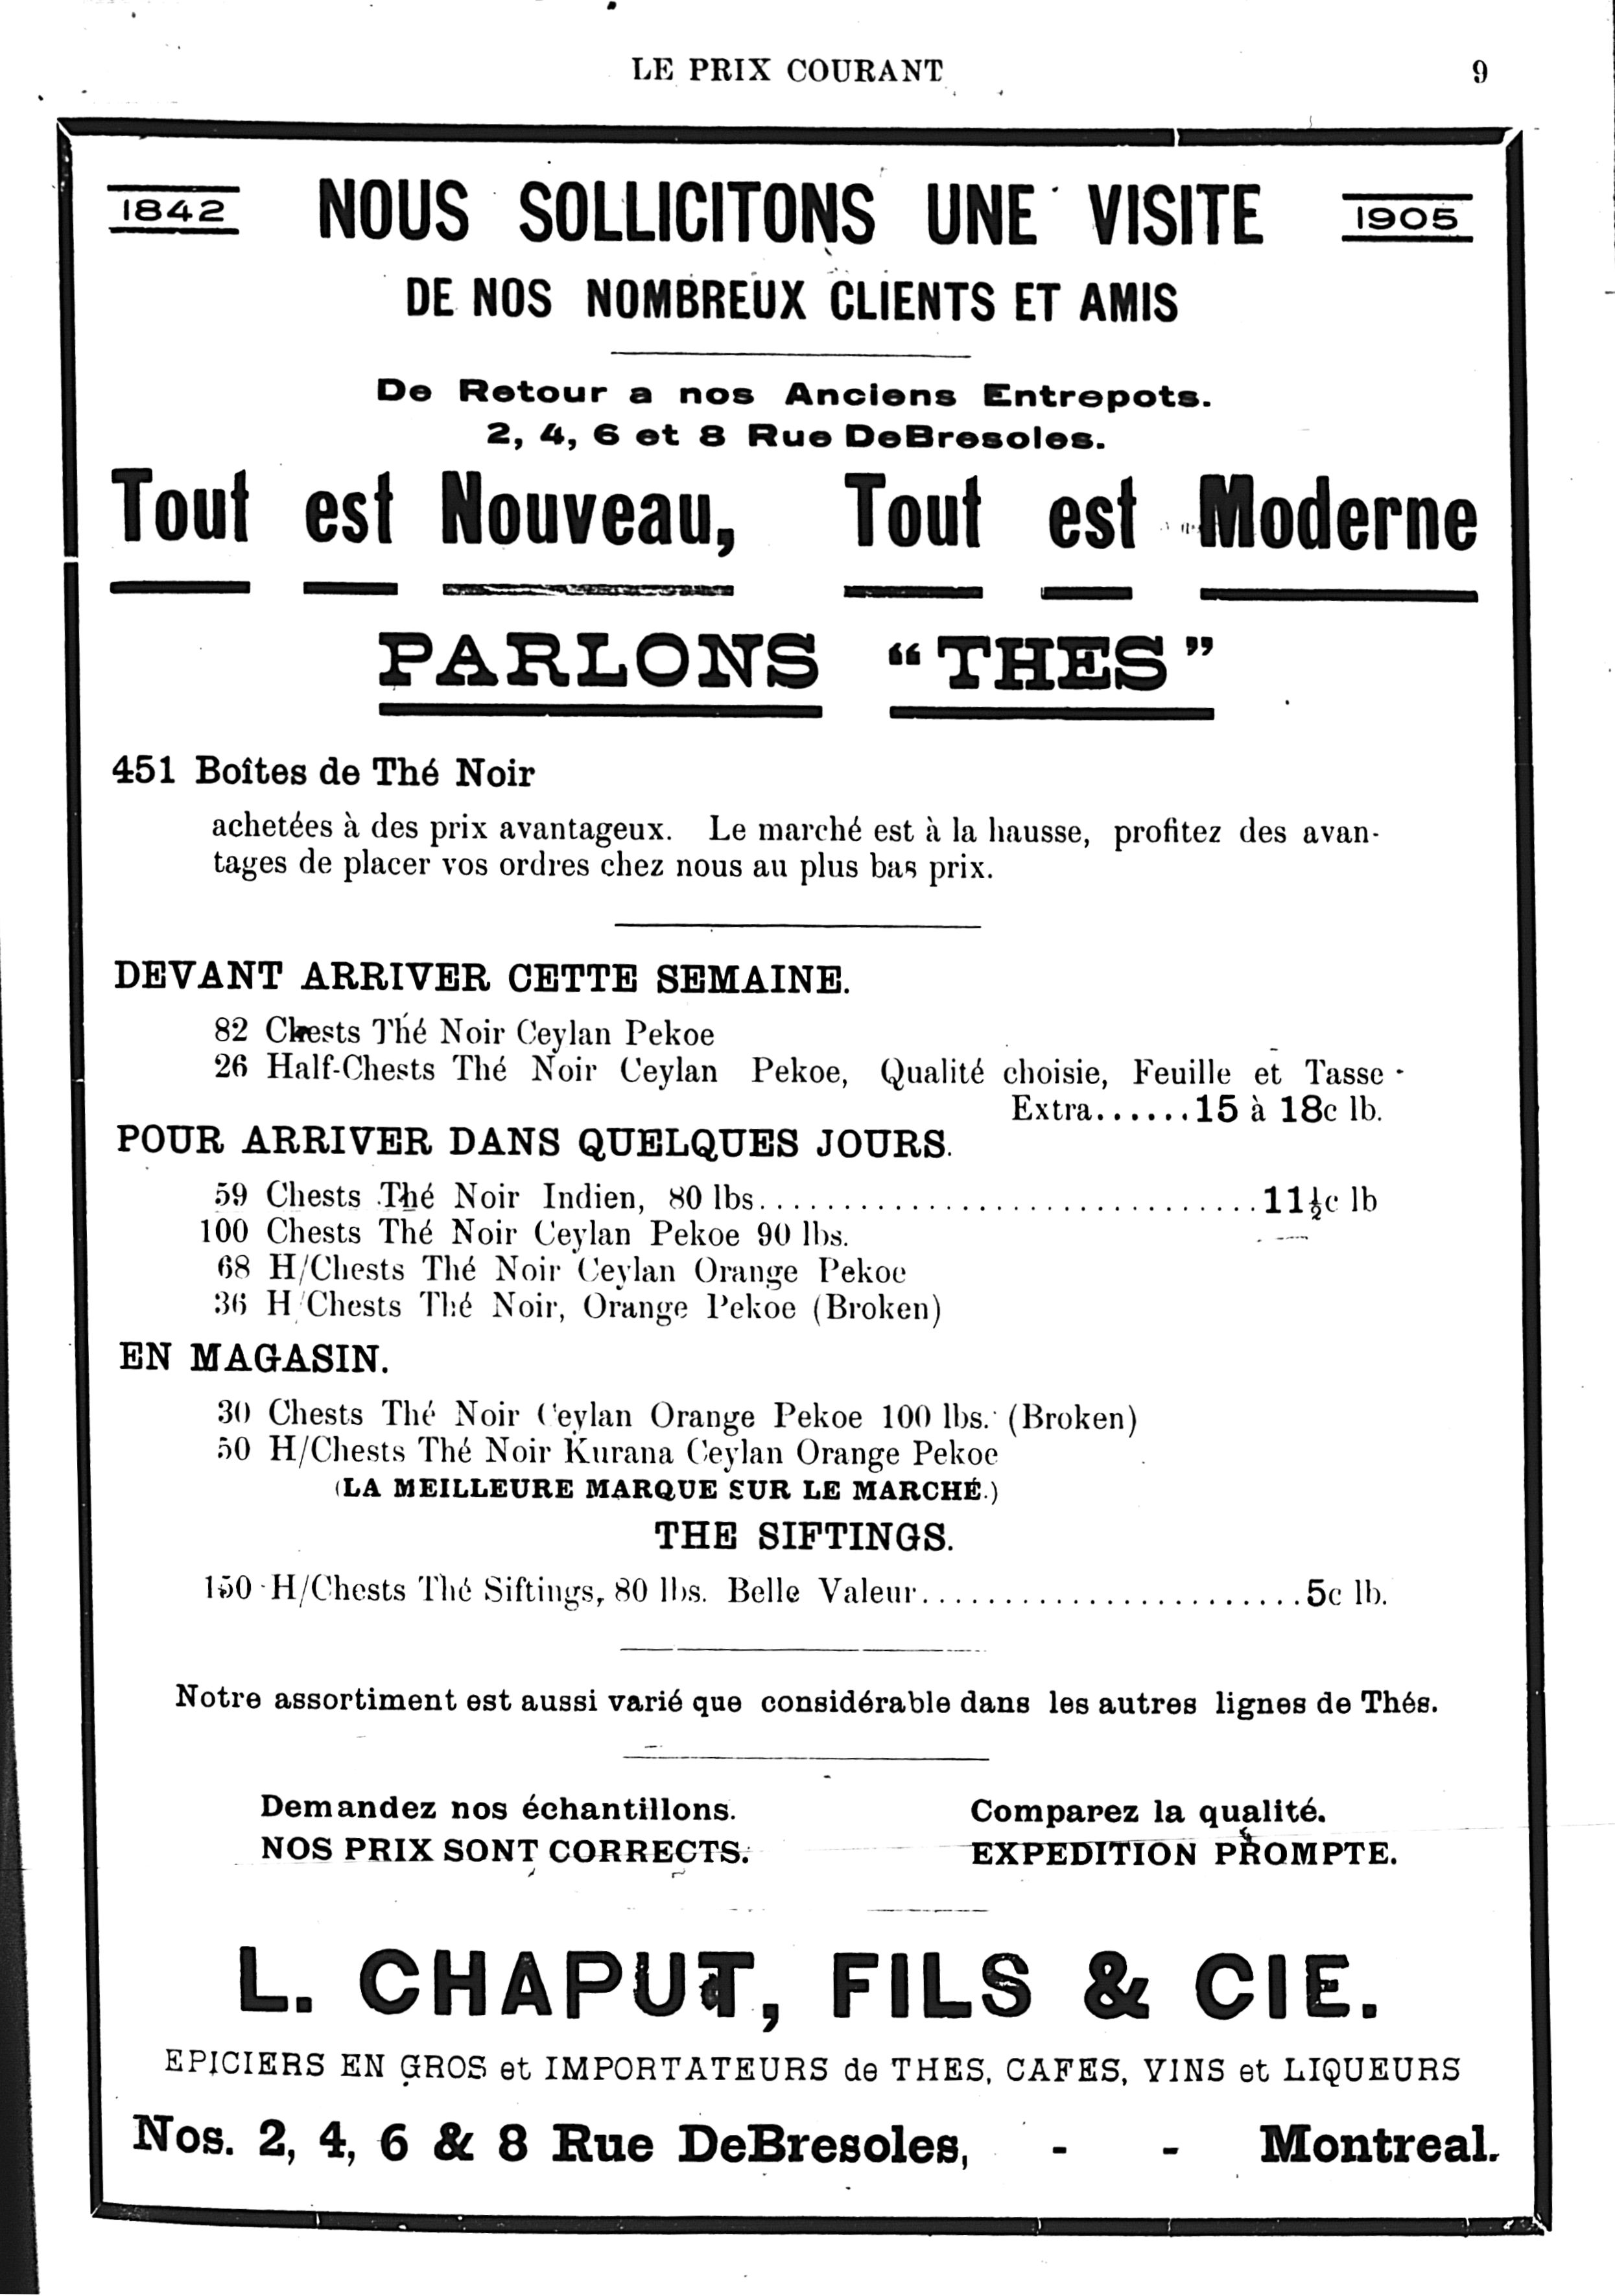 LE PRIX COURANT 9
1842 NOUS SOLLICITONS UNE VISITE 1905
DE NOS NOMBREUX CLIENTS ET AMIS
De Retour a nos Anciens Entrepots.
2, 4, 6 et 8 Rue DeBresoles.
Tout est Nouveau, Tout est Moderne
PARLONS “THES”
451 Boîtes de Thé Noir
achetées à des prix avantageux. Le marché est à la hausse, profitez des avan-
tages de placer vos ordres chez nous au plus bas prix.
DEVANT ARRIVER CETTE SEMAINE.
82 Chests Thé Noir Ceylan Pekoe
26 Half-Chests Thé Noir Ceylan Pekoe, Qualité choisie, Feuille et Tasse
Extra......15 à 18c lb.
POUR ARRIVER DANS QUELQUES JOURS.
59 Chests Thé Noir Indien, 80 lbs..............................11½c lb
100 Chests Thé Noir Ceylan Pekoe 90 lbs.
68 H/Chests Thé Noir Ceylan Orange Pekoe
36 H/Chests Thé Noir, Orange Pekoe (Broken)
EN MAGASIN.
30 Chests Thé Noir Ceylan Orange Pekoe 100 lbs. (Broken)
50 H/Chests Thé Noir Kurana Ceylan Orange Pekoe
(LA MEILLEURE MARQUE SUR LE MARCHÉ.)
THE SIFTINGS.
150 H/Chests Thé Siftings, 80 lbs. Belle Valeur.......................5c lb.
Notre assortiment est aussi varié que considérable dans les autres lignes de Thés.
Demandez nos échantillons. Comparez la qualité.
NOS PRIX SONT CORRECTS. EXPEDITION PROMPTE.
L. CHAPUT, FILS & CIE.
EPICIERS EN GROS et IMPORTATEURS de THES, CAFES, VINS et LIQUEURS
Nos. 2, 4, 6 & 8 Rue DeBresoles, - - Montreal.